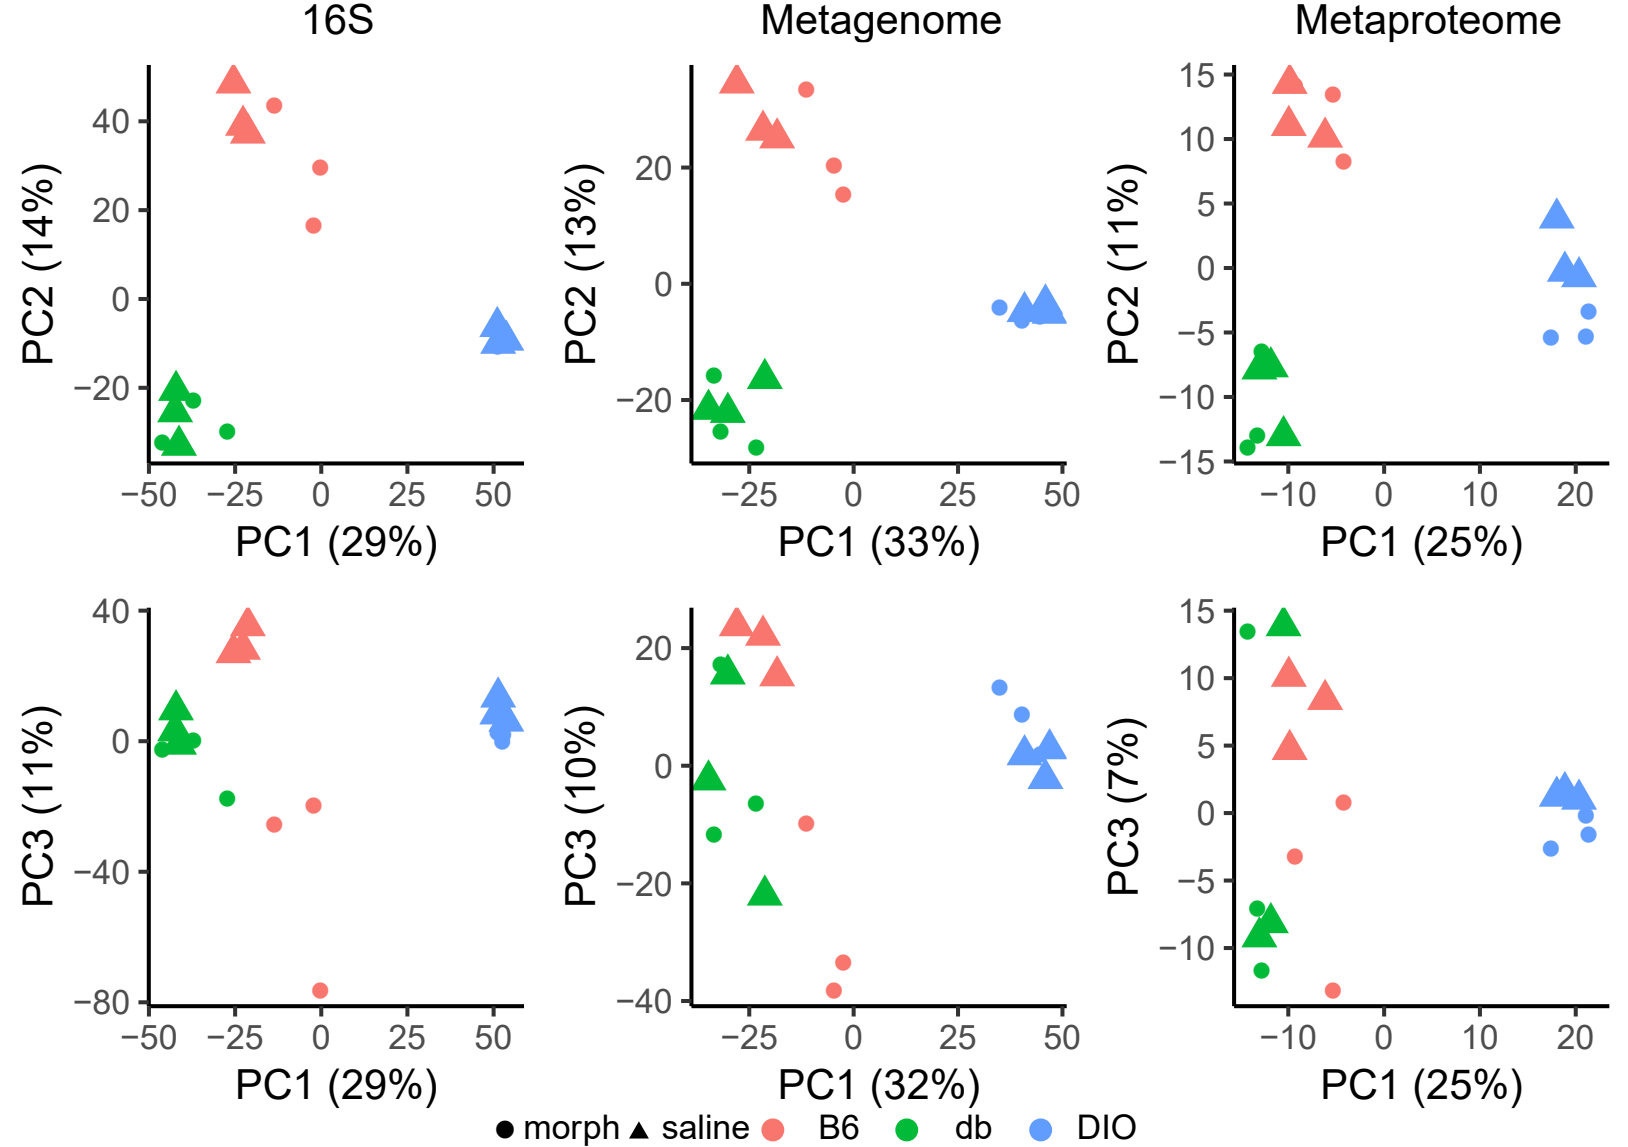 16S Metagenome Metaproteome
PC2 (14%)
40
20
0
−20
−50 −25 0 25 50
PC1 (29%)
PC2 (13%)
20
0
−20
−25 0 25 50
PC1 (33%)
PC2 (11%)
15
10
5
0
−5
−10
−15
−10 0 10 20
PC1 (25%)
PC3 (11%)
40
0
−40
−80
−50 −25 0 25 50
PC1 (29%)
PC3 (10%)
20
0
−20
−40
−25 0 25 50
PC1 (32%)
PC3 (7%)
15
10
5
0
−5
−10
−10 0 10 20
PC1 (25%)
morph saline B6 db DIO